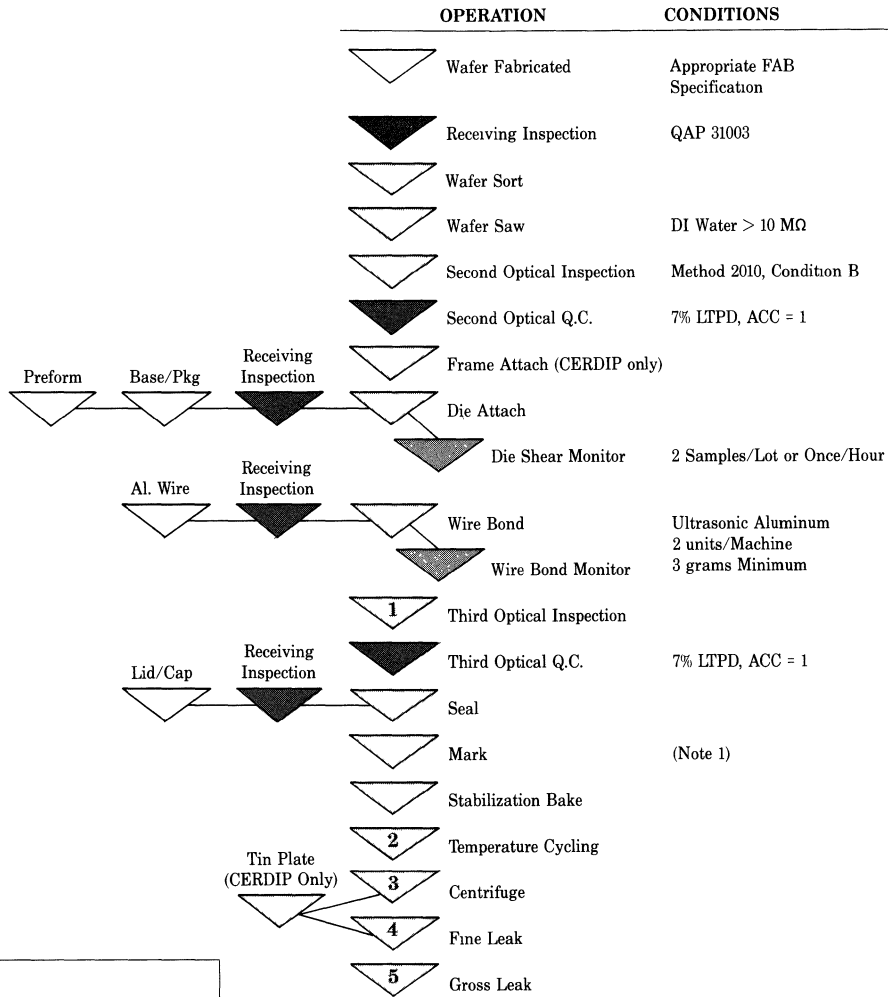 OPERATION CONDITIONS
Wafer Fabricated Appropriate FAB
Specification
Receiving Inspection QAP 31003
Wafer Sort
Wafer Saw DI Water > 10 MΩ
Second Optical Inspection Method 2010, Condition B
Second Optical Q.C. 7% LTPD, ACC = 1
Frame Attach (CERDIP only)
Preform Base/Pkg Receiving
Inspection
Die Attach
Die Shear Monitor 2 Samples/Lot or Once/Hour
Al. Wire Receiving
Inspection
Wire Bond Ultrasonic Aluminum
2 units/Machine
Wire Bond Monitor 3 grams Minimum
1 Third Optical Inspection
Third Optical Q.C. 7% LTPD, ACC = 1
Lid/Cap Receiving
Inspection
Seal
Mark (Note 1)
Stabilization Bake
2 Temperature Cycling
Tin Plate
(CERDIP Only)
3 Centrifuge
4 Fine Leak
5 Gross Leak